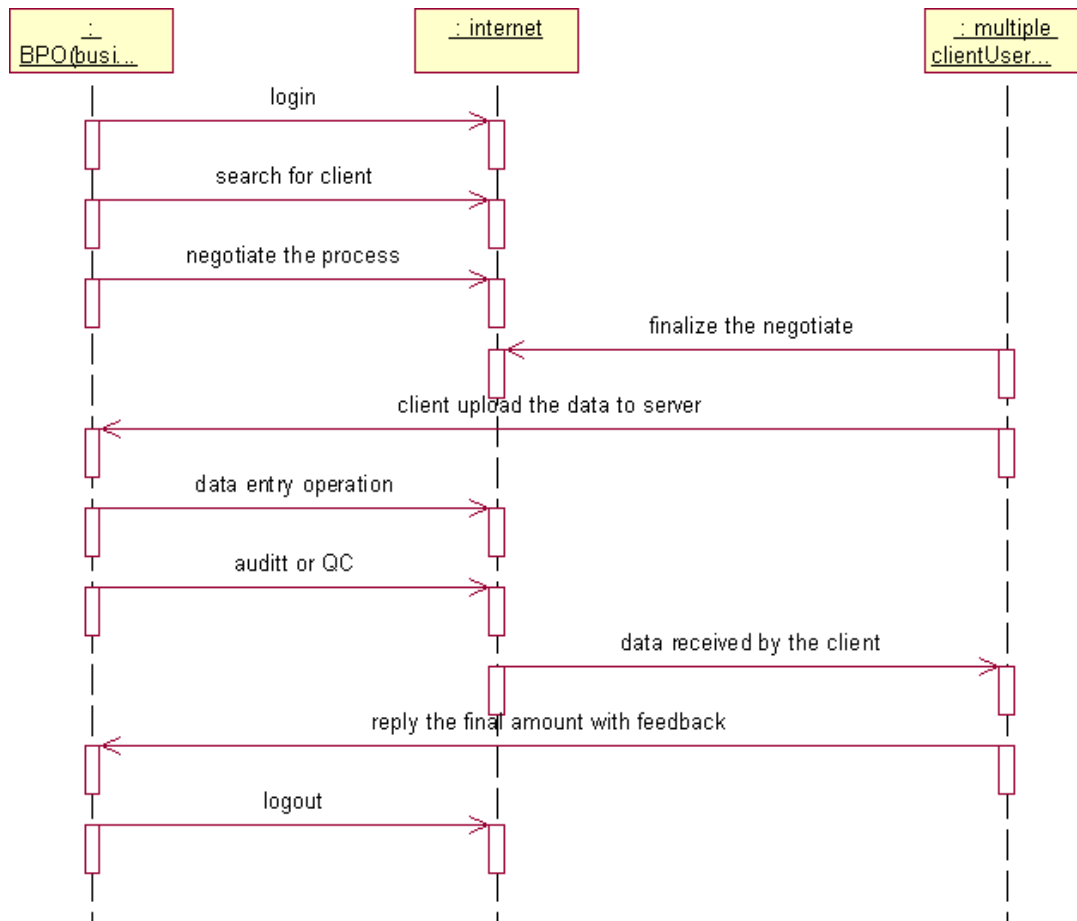 :
BPO(busi...
: internet
: multiple
clientUser...
login
search for client
negotiate the process
finalize the negotiate
client upload the data to server
data entry operation
auditt or QC
data received by the client
reply the final amount with feedback
logout